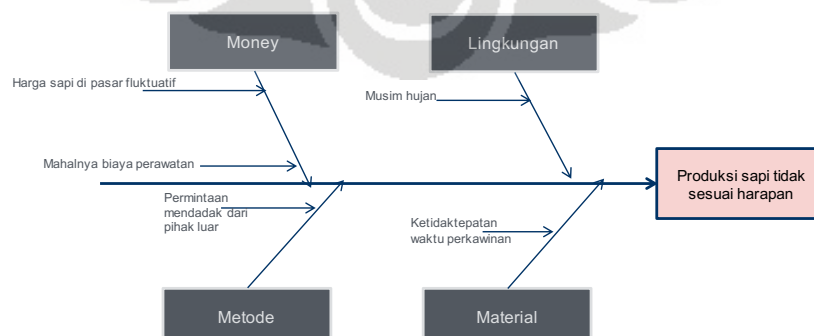 Money
Lingkungan
Harga sapi di pasar fluktuatif
Musim hujan
Mahalnya biaya perawatan
Produksi sapi tidak
sesuai harapan
Permintaan
mendadak dari
pihak luar
Ketidaktepatan
waktu perkawinan
Metode
Material